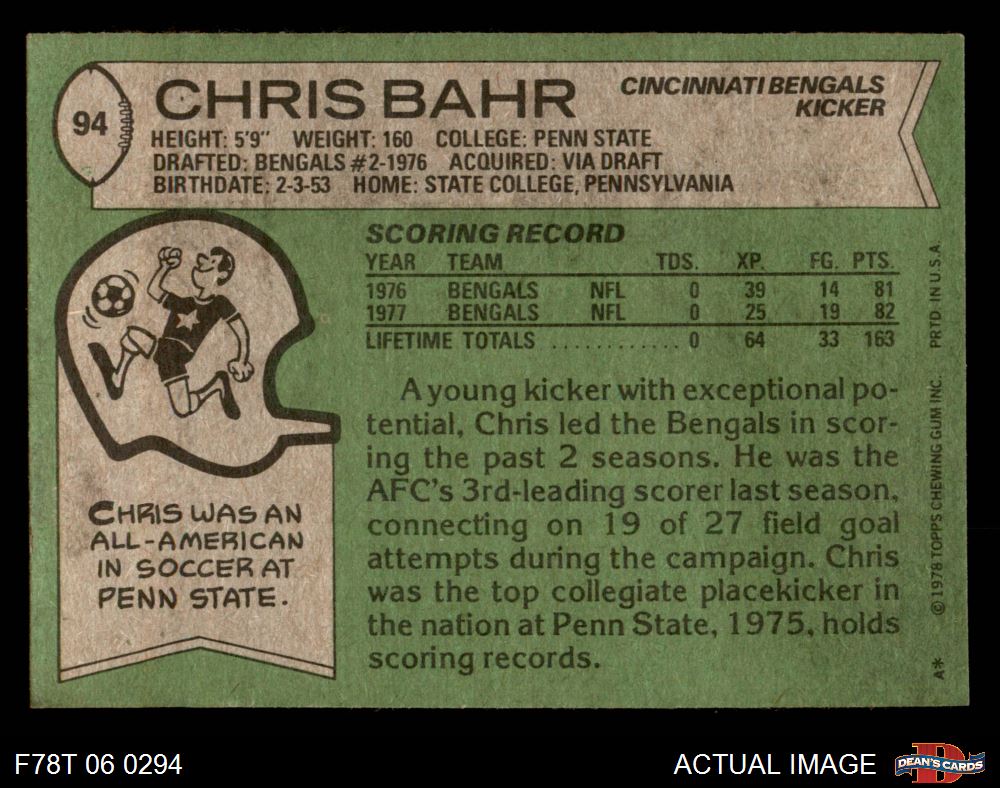 94
CHRIS BAHR
CINCINNATI BENGALS
KICKER
HEIGHT: 5'9" WEIGHT: 160 COLLEGE: PENN STATE
DRAFTED: BENGALS #2-1976 ACQUIRED: VIA DRAFT
BIRTHDATE: 2-3-53 HOME: STATE COLLEGE, PENNSYLVANIA
SCORING RECORD
YEAR TEAM TDS. XP. FG. PTS.
1976 BENGALS NFL 0 39 14 81
1977 BENGALS NFL 0 25 19 82
LIFETIME TOTALS ............ 0 64 33 163
A young kicker with exceptional po-
tential, Chris led the Bengals in scor-
ing the past 2 seasons. He was the
AFC's 3rd-leading scorer last season,
connecting on 19 of 27 field goal
attempts during the campaign. Chris
was the top collegiate placekicker in
the nation at Penn State, 1975, holds
scoring records.
CHRIS WAS AN
ALL-AMERICAN
IN SOCCER AT
PENN STATE.
A* © 1978 TOPPS CHEWING GUM INC. PRTD. IN U.S.A
F78T 06 0294
ACTUAL IMAGE
DEAN'S CARDS